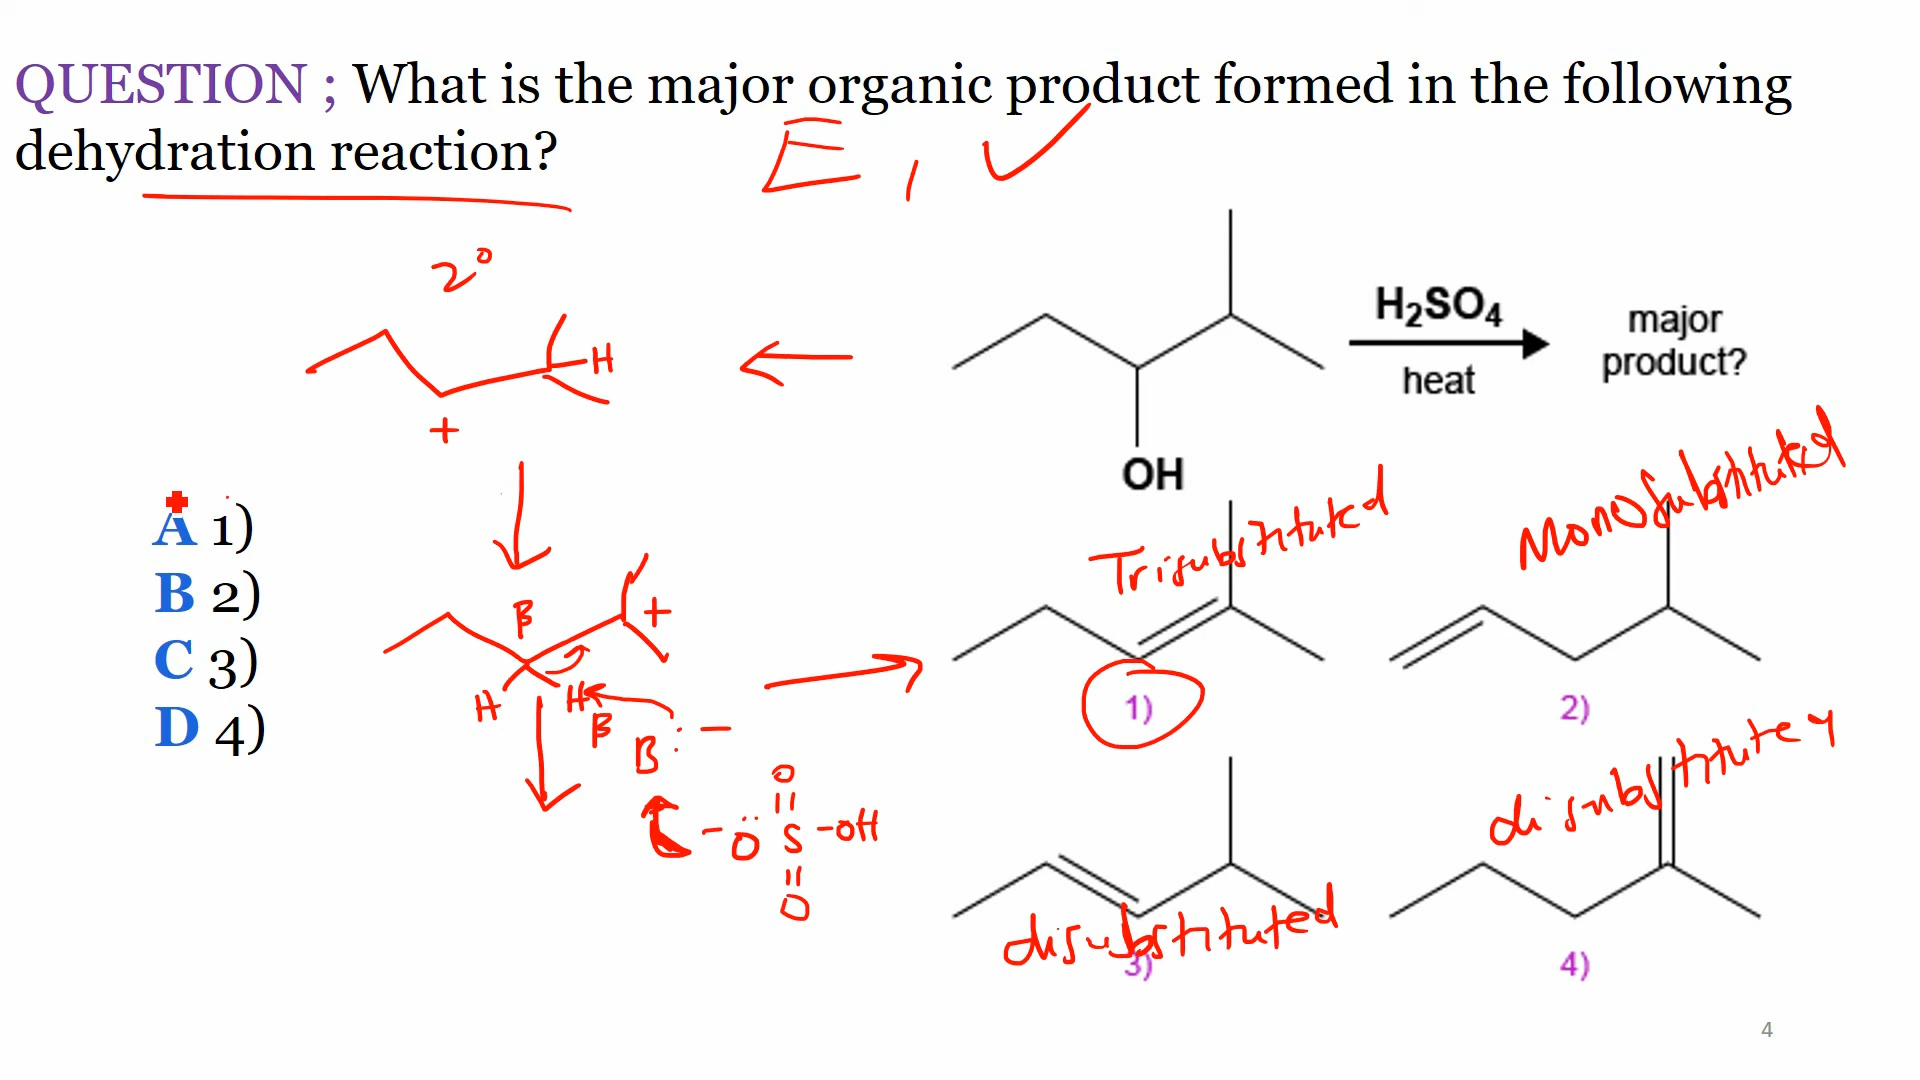 QUESTION ; What is the major organic product formed in the following
dehydration reaction?
E1
2°
H
+
H₂SO₄
heat
major
product?
OH
A 1)
B 2)
C 3)
D 4)
Trisubstituted
Monosubstituted
β
+
H
H
β
B: −
1)
2)
O
-Ö S -OH
O
disubstituted
disubstituted
3)
4)
4